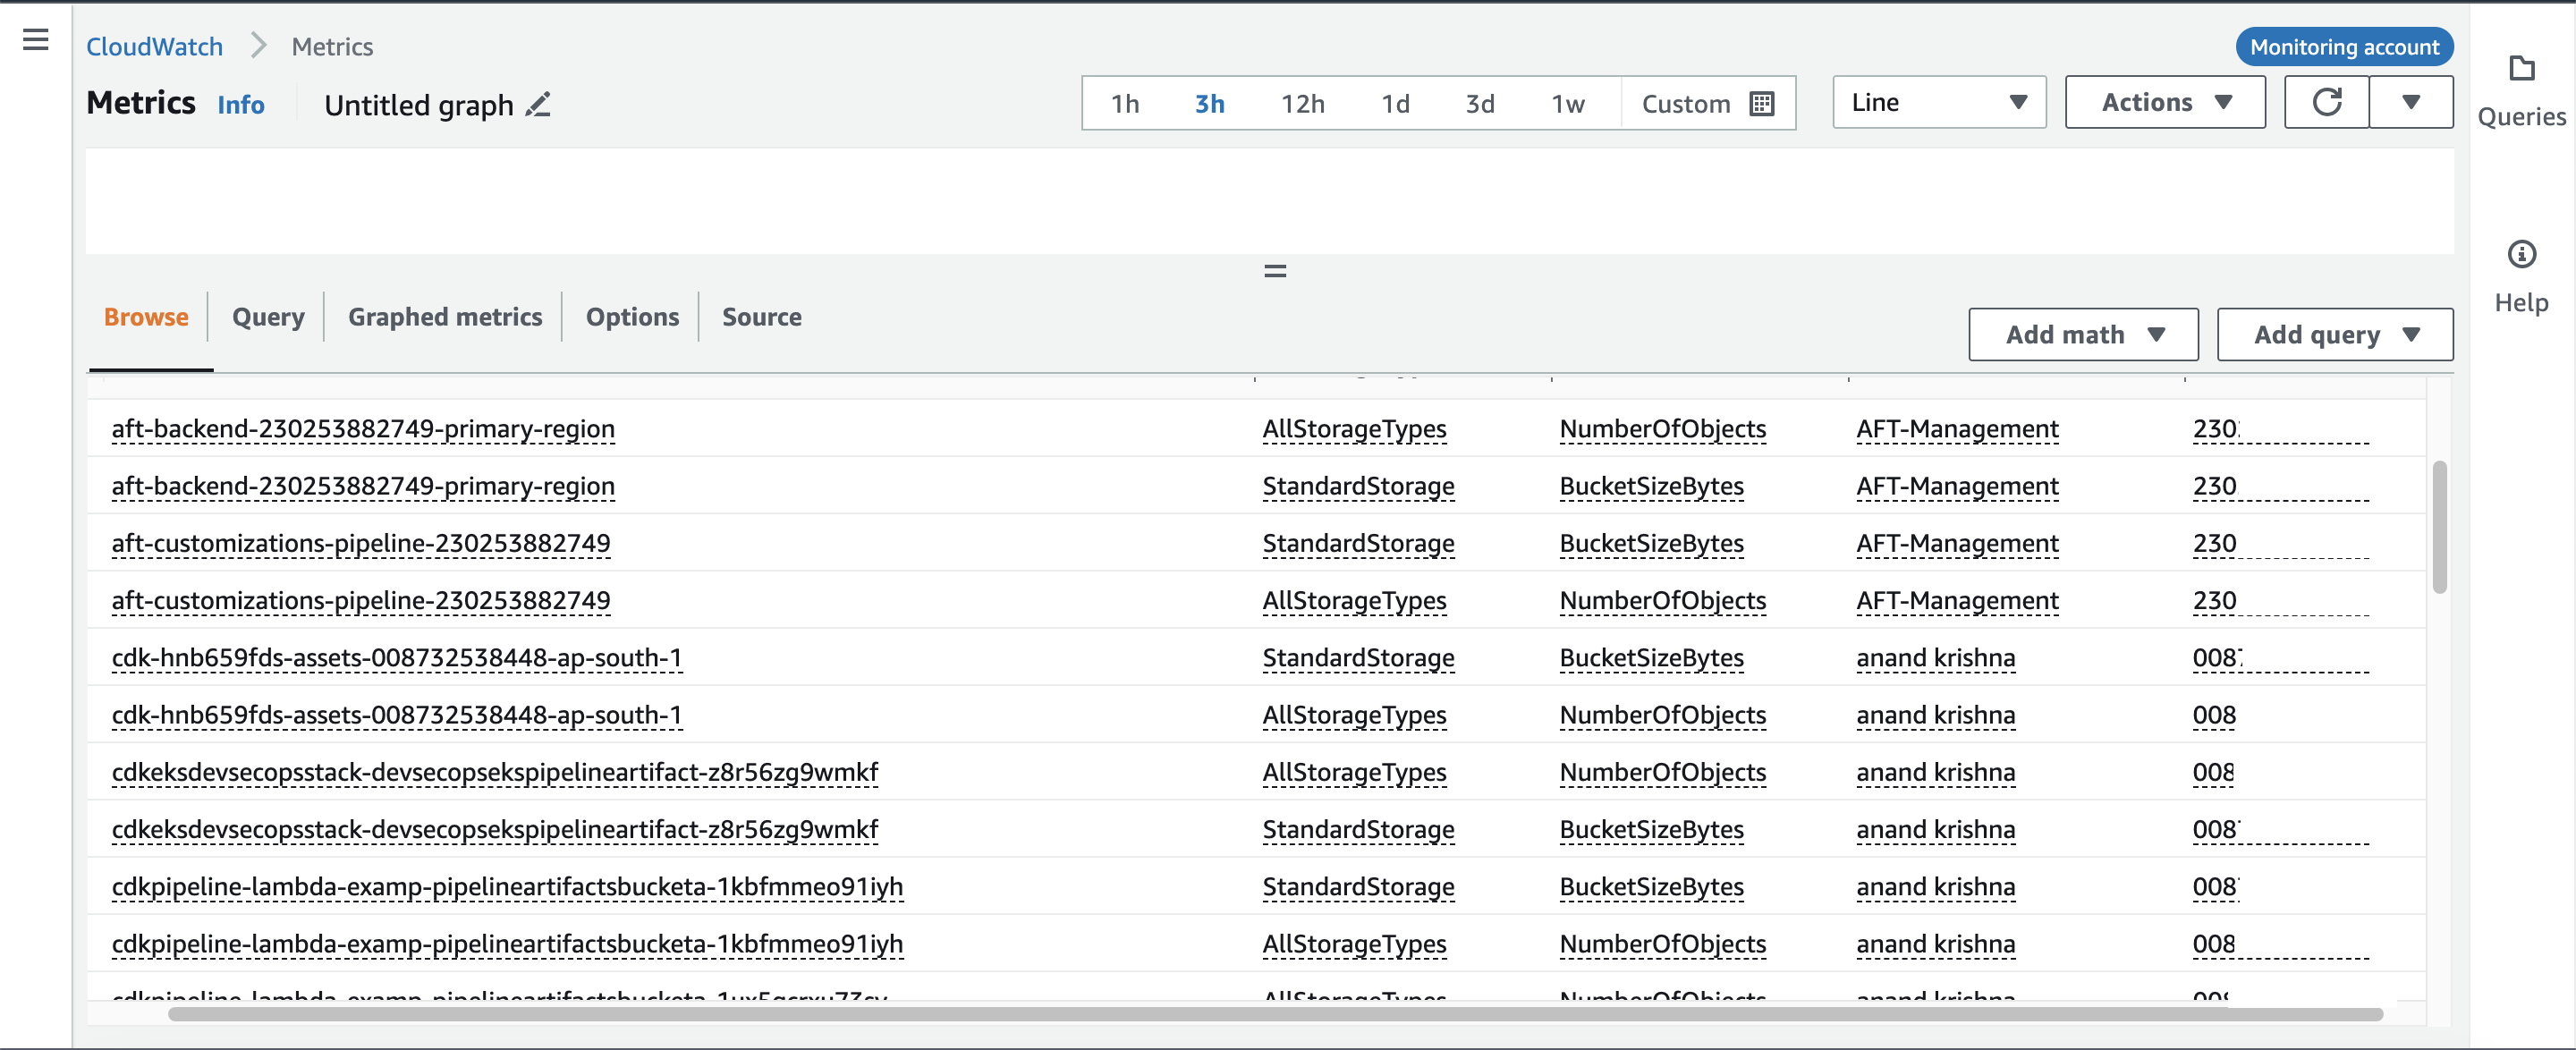 CloudWatch > Metrics
Monitoring account
Metrics Info Untitled graph 1h 3h 12h 1d 3d 1w Custom Line Actions
Queries
Help
Browse Query Graphed metrics Options Source Add math Add query
aft-backend-230253882749-primary-region AllStorageTypes NumberOfObjects AFT-Management 230
aft-backend-230253882749-primary-region StandardStorage BucketSizeBytes AFT-Management 230
aft-customizations-pipeline-230253882749 StandardStorage BucketSizeBytes AFT-Management 230
aft-customizations-pipeline-230253882749 AllStorageTypes NumberOfObjects AFT-Management 230
cdk-hnb659fds-assets-008732538448-ap-south-1 StandardStorage BucketSizeBytes anand krishna 008
cdk-hnb659fds-assets-008732538448-ap-south-1 AllStorageTypes NumberOfObjects anand krishna 008
cdkeksdevsecopsstack-devsecopsekspipelineartifact-z8r56zg9wmkf AllStorageTypes NumberOfObjects anand krishna 008
cdkeksdevsecopsstack-devsecopsekspipelineartifact-z8r56zg9wmkf StandardStorage BucketSizeBytes anand krishna 008
cdkpipeline-lambda-examp-pipelineartifactsbucketa-1kbfmmeo91iyh StandardStorage BucketSizeBytes anand krishna 008
cdkpipeline-lambda-examp-pipelineartifactsbucketa-1kbfmmeo91iyh AllStorageTypes NumberOfObjects anand krishna 008
AllStorageTypes NumberOfObjects anand krishna